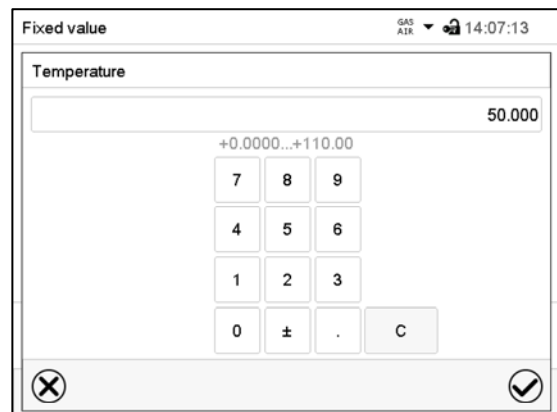 Fixed value GAS AIR 14:07:13
Temperature
50.000
+0.0000...+110.00
7 8 9
4 5 6
1 2 3
0 ± . C